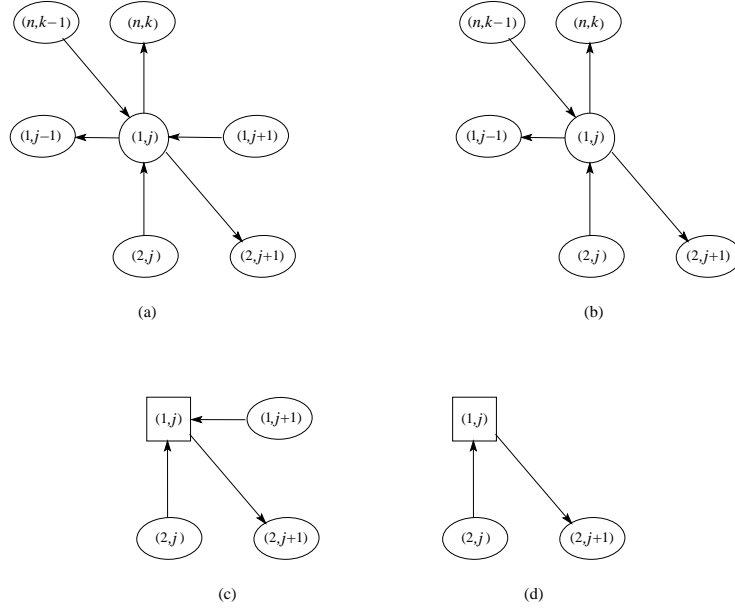 (n,k−1) (n,k) (n,k−1) (n,k)
(1,j−1) (1,j) (1,j+1) (1,j−1) (1,j)
(2,j) (2,j+1) (2,j) (2,j+1)
(a) (b)
(1,j) (1,j+1) (1,j)
(2,j) (2,j+1) (2,j) (2,j+1)
(c) (d)